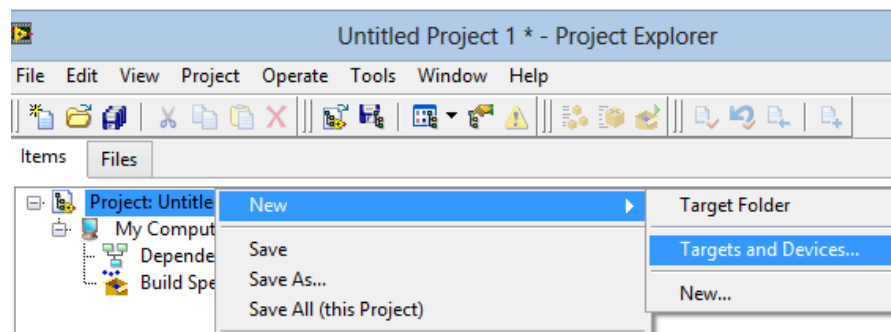 Untitled Project 1 * - Project Explorer
File Edit View Project Operate Tools Window Help
Items Files
Project: Untitle
New
Target Folder
My Comput
Targets and Devices...
Depende
Save
Build Spe
Save As...
New...
Save All (this Project)